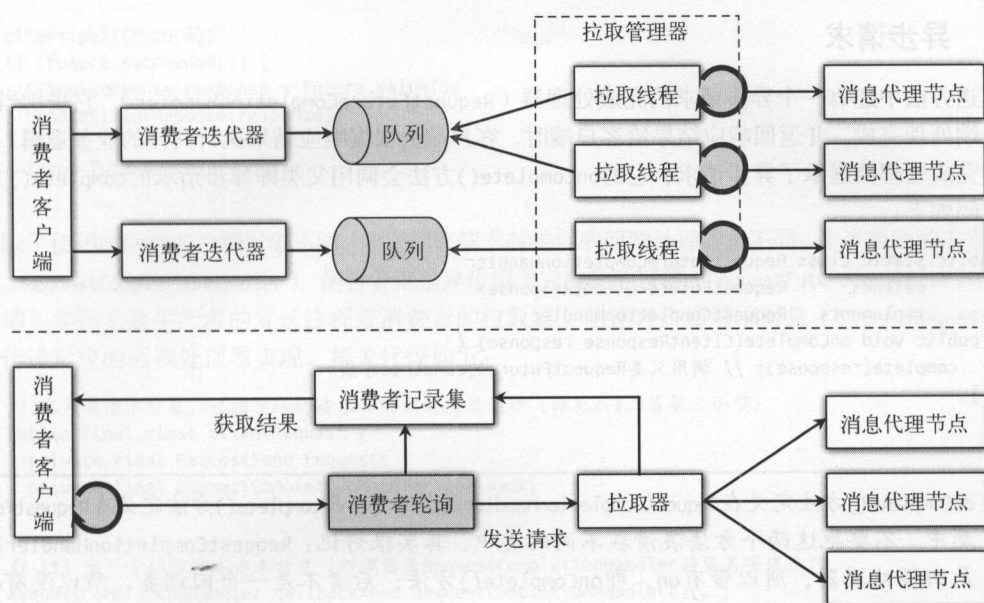 拉取管理器
消费者客户端
消费者迭代器
队列
拉取线程
消息代理节点
拉取线程
消息代理节点
消费者迭代器
队列
拉取线程
消息代理节点
消费者客户端
获取结果
消费者记录集
消息代理节点
消费者轮询
拉取器
消息代理节点
发送请求
消息代理节点